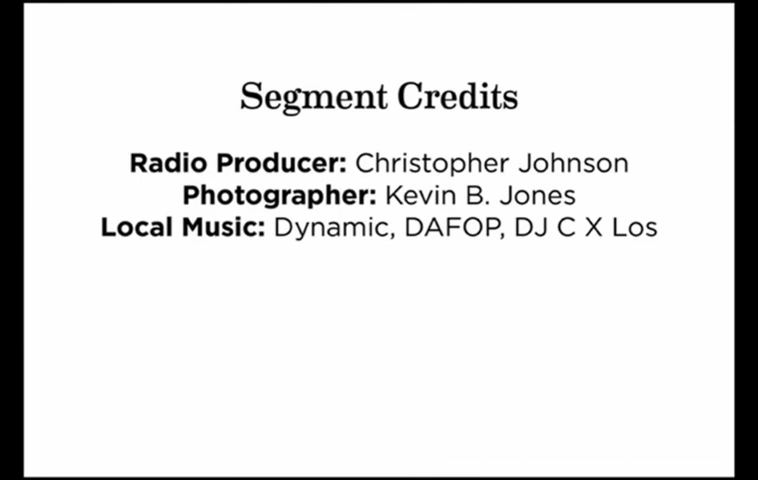 Segment Credits
Radio Producer: Christopher Johnson
Photographer: Kevin B. Jones
Local Music: Dynamic, DAFOP, DJ C X Los